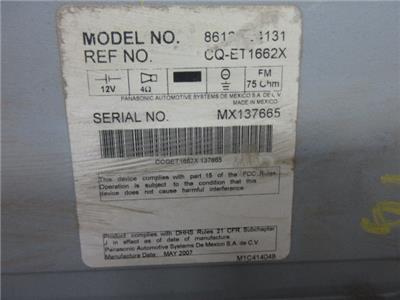 MODEL NO. 4131
REF NO. CQ-ET1662X
12V 4Ω FM 75 Ohm
PANASONIC AUTOMOTIVE SYSTEMS DE MEXICO S.A. DE C.V.
MADE IN MEXICO
SERIAL NO. MX137665
CQGET1662X137665
This device complies with part 15 of the FCC Rules
Operation is subject to the condition that this
device does not cause harmful interference
Product complies with DHHS Rules 21 CFR Subchapter
J in effect as of date of manufacture.
Panasonic Automotive Systems De Mexico S.A. de C.V.
Date of Manufacture: MAY 2007
M1C414048